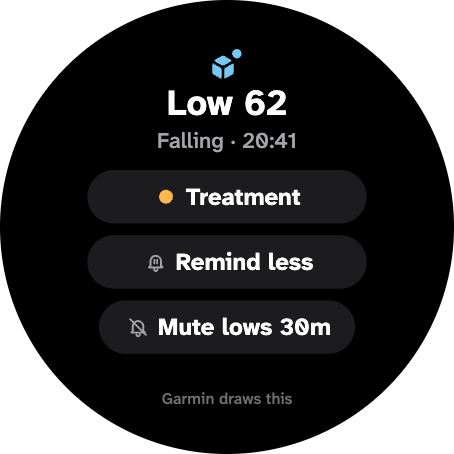 Low 62
Falling · 20:41
Treatment
Remind less
Mute lows 30m
Garmin draws this